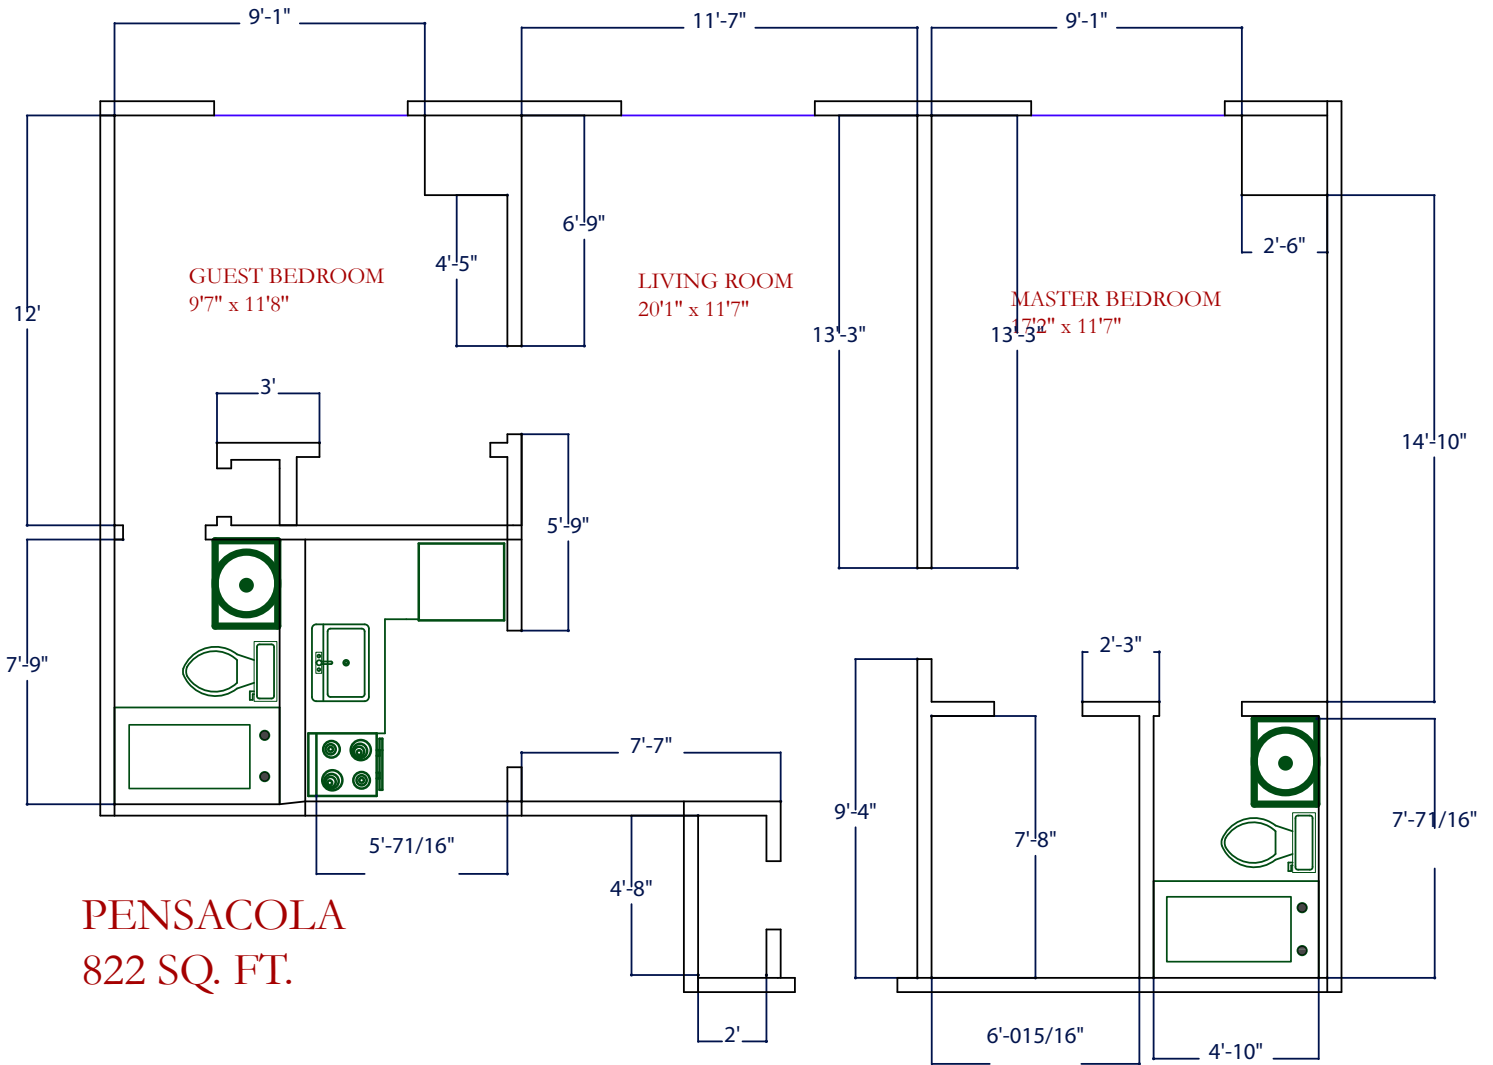 9'-1"
11'-7"
9'-1"
6'-9"
2'-6"
4'-5"
GUEST BEDROOM
9'7" x 11'8"
LIVING ROOM
20'1" x 11'7"
MASTER BEDROOM
17'2" x 11'7"
12'
13'-3"
13'-3"
3'
14'-10"
5'-9"
7'-9"
2'-3"
7'-7"
9'-4"
7'-71/16"
5'-71/16"
7'-8"
4'-8"
PENSACOLA
822 SQ. FT.
2'
6'-015/16"
4'-10"